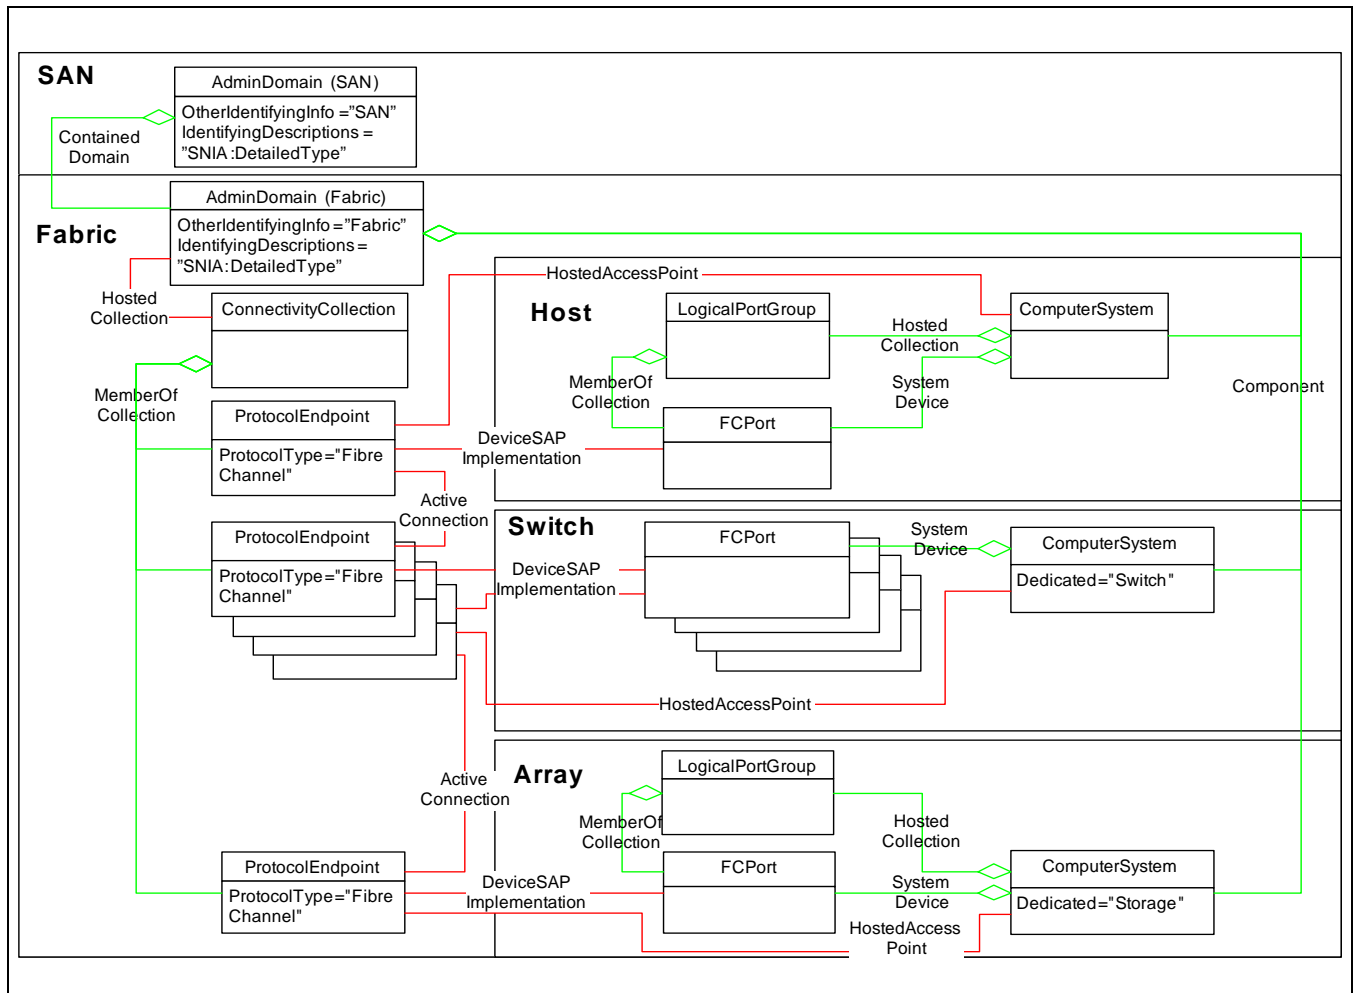 SAN
AdminDomain (SAN)
OtherIdentifyingInfo ="SAN"
IdentifyingDescriptions =
"SNIA:DetailedType"
Contained
Domain
AdminDomain (Fabric)
OtherIdentifyingInfo ="Fabric"
IdentifyingDescriptions =
"SNIA:DetailedType"
Fabric
Hosted
Collection
ConnectivityCollection
MemberOf
Collection
ProtocolEndpoint
ProtocolType="Fibre
Channel"
HostedAccessPoint
Host
LogicalPortGroup
Hosted
Collection
ComputerSystem
MemberOf
Collection
System
Device
Component
FCPort
DeviceSAP
Implementation
Active
Connection
ProtocolEndpoint
ProtocolType="Fibre
Channel"
Switch
FCPort
System
Device
ComputerSystem
Dedicated="Switch"
DeviceSAP
Implementation
HostedAccessPoint
Active
Connection
Array
LogicalPortGroup
MemberOf
Collection
Hosted
Collection
ProtocolEndpoint
ProtocolType="Fibre
Channel"
DeviceSAP
Implementation
FCPort
System
Device
ComputerSystem
Dedicated="Storage"
HostedAccess
Point